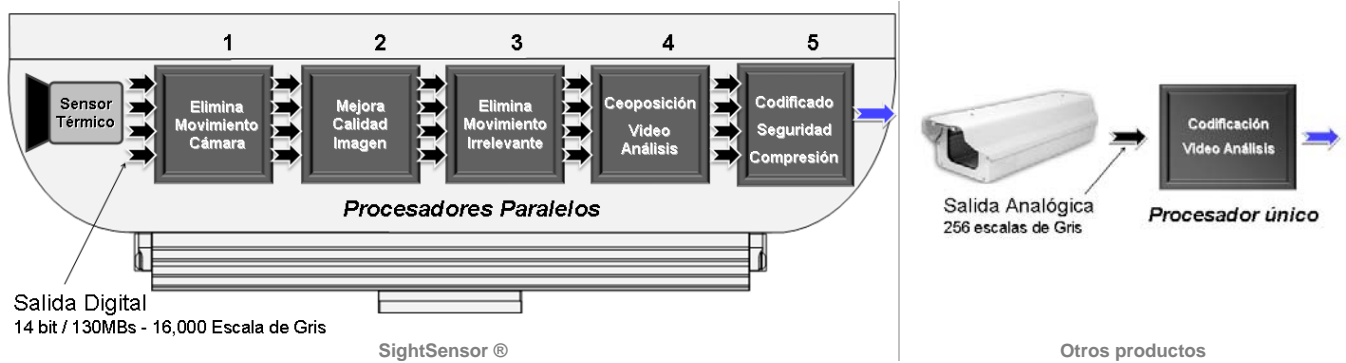 1 2 3 4 5
Sensor
Térmico
Elimina
Movimiento
Cámara
Mejora
Calidad
Imagen
Elimina
Movimiento
Irrelevante
Ceoposición
Video
Análisis
Codificado
Seguridad
Compresión
Procesadores Paralelos
Salida Digital
14 bit / 130MBs - 16,000 Escala de Gris
SightSensor ®
Codificación
Video Análisis
Salida Analógica
256 escalas de Gris
Procesador único
Otros productos